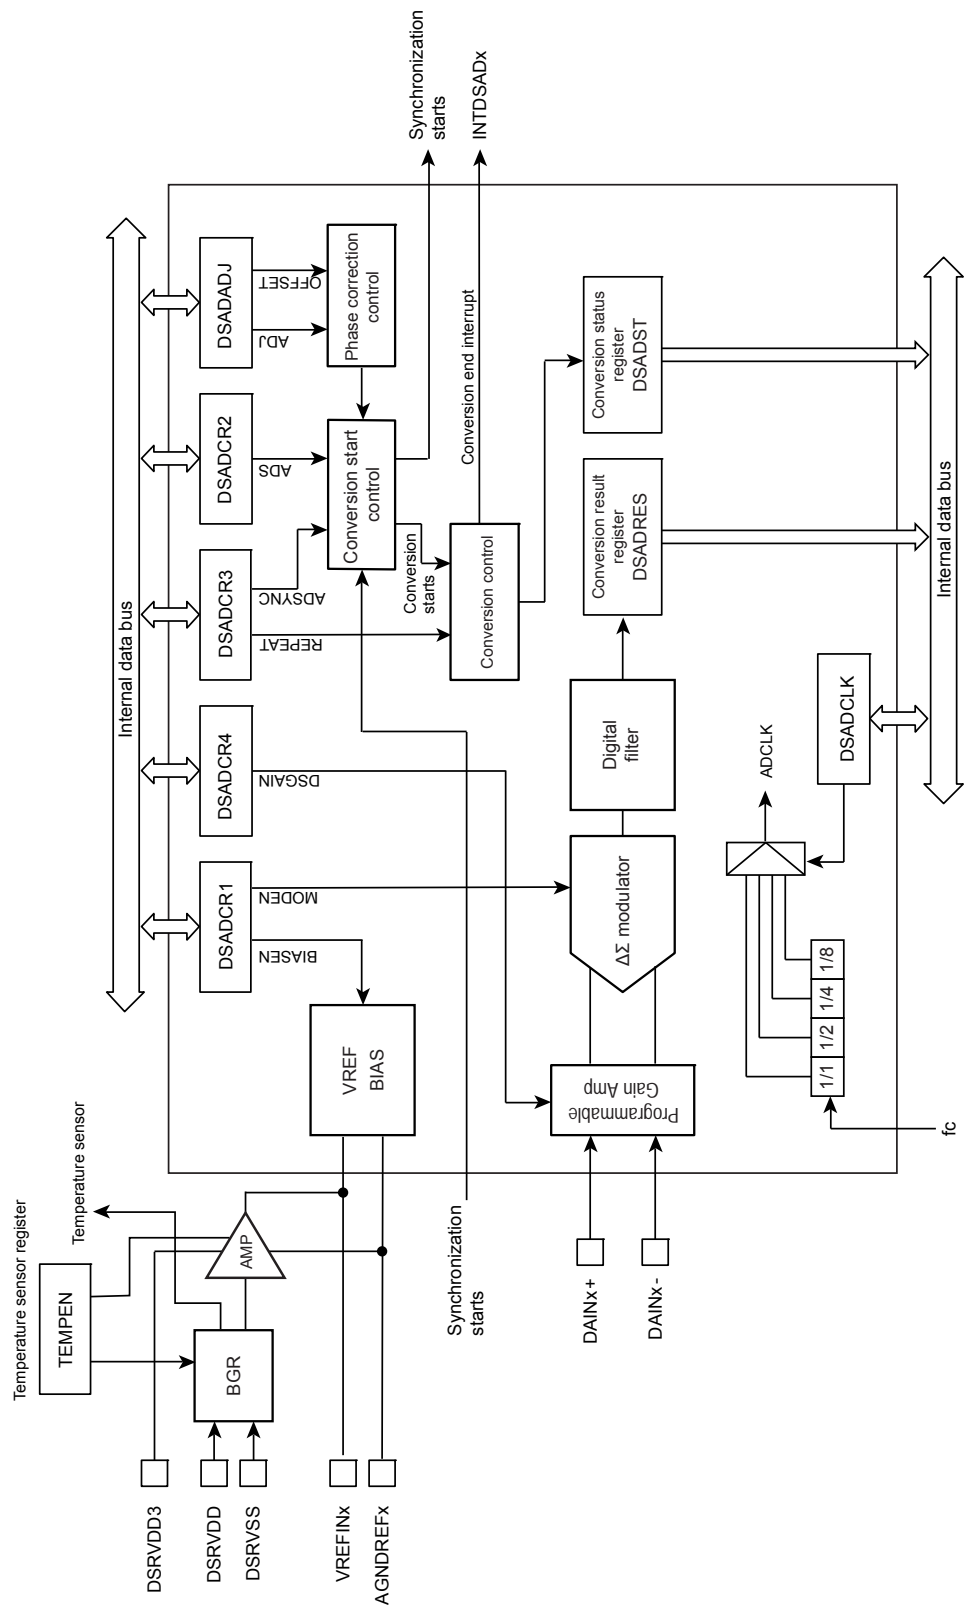 Temperature sensor register
TEMPEN
Temperature sensor
DSRVDD3
DSRVDD
DSRVSS
VREFINx
AGNDREFx
BGR
AMP
Synchronization
starts
DAINx+
DAINx-
Internal data bus
DSADCR1
DSADCR4
DSADCR3
DSADCR2
DSADADJ
BIASEN
MODEN
DSGAIN
REPEAT
ADSYNC
ADS
ADJ
OFFSET
VREF
BIAS
Conversion start
control
Phase correction
control
Synchronization
starts
INTDSADx
Conversion
starts
Conversion end interrupt
Conversion control
Programmable
Gain Amp
ΔΣ modulator
Digital
filter
Conversion result
register
DSADRES
Conversion status
register
DSADST
fc
1/1
1/2
1/4
1/8
ADCLK
DSADCLK
Internal data bus